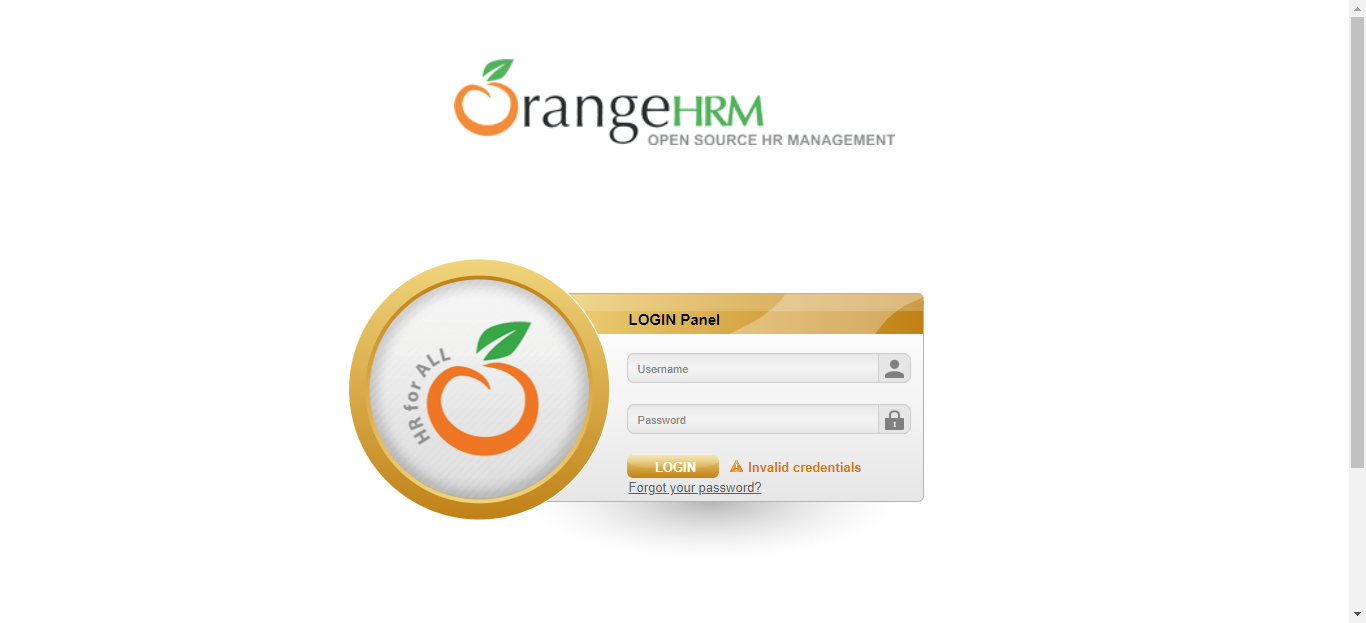 OrangeHRM
OPEN SOURCE HR MANAGEMENT
HR for ALL
LOGIN Panel
Username
Password
LOGIN
Invalid credentials
Forgot your password?